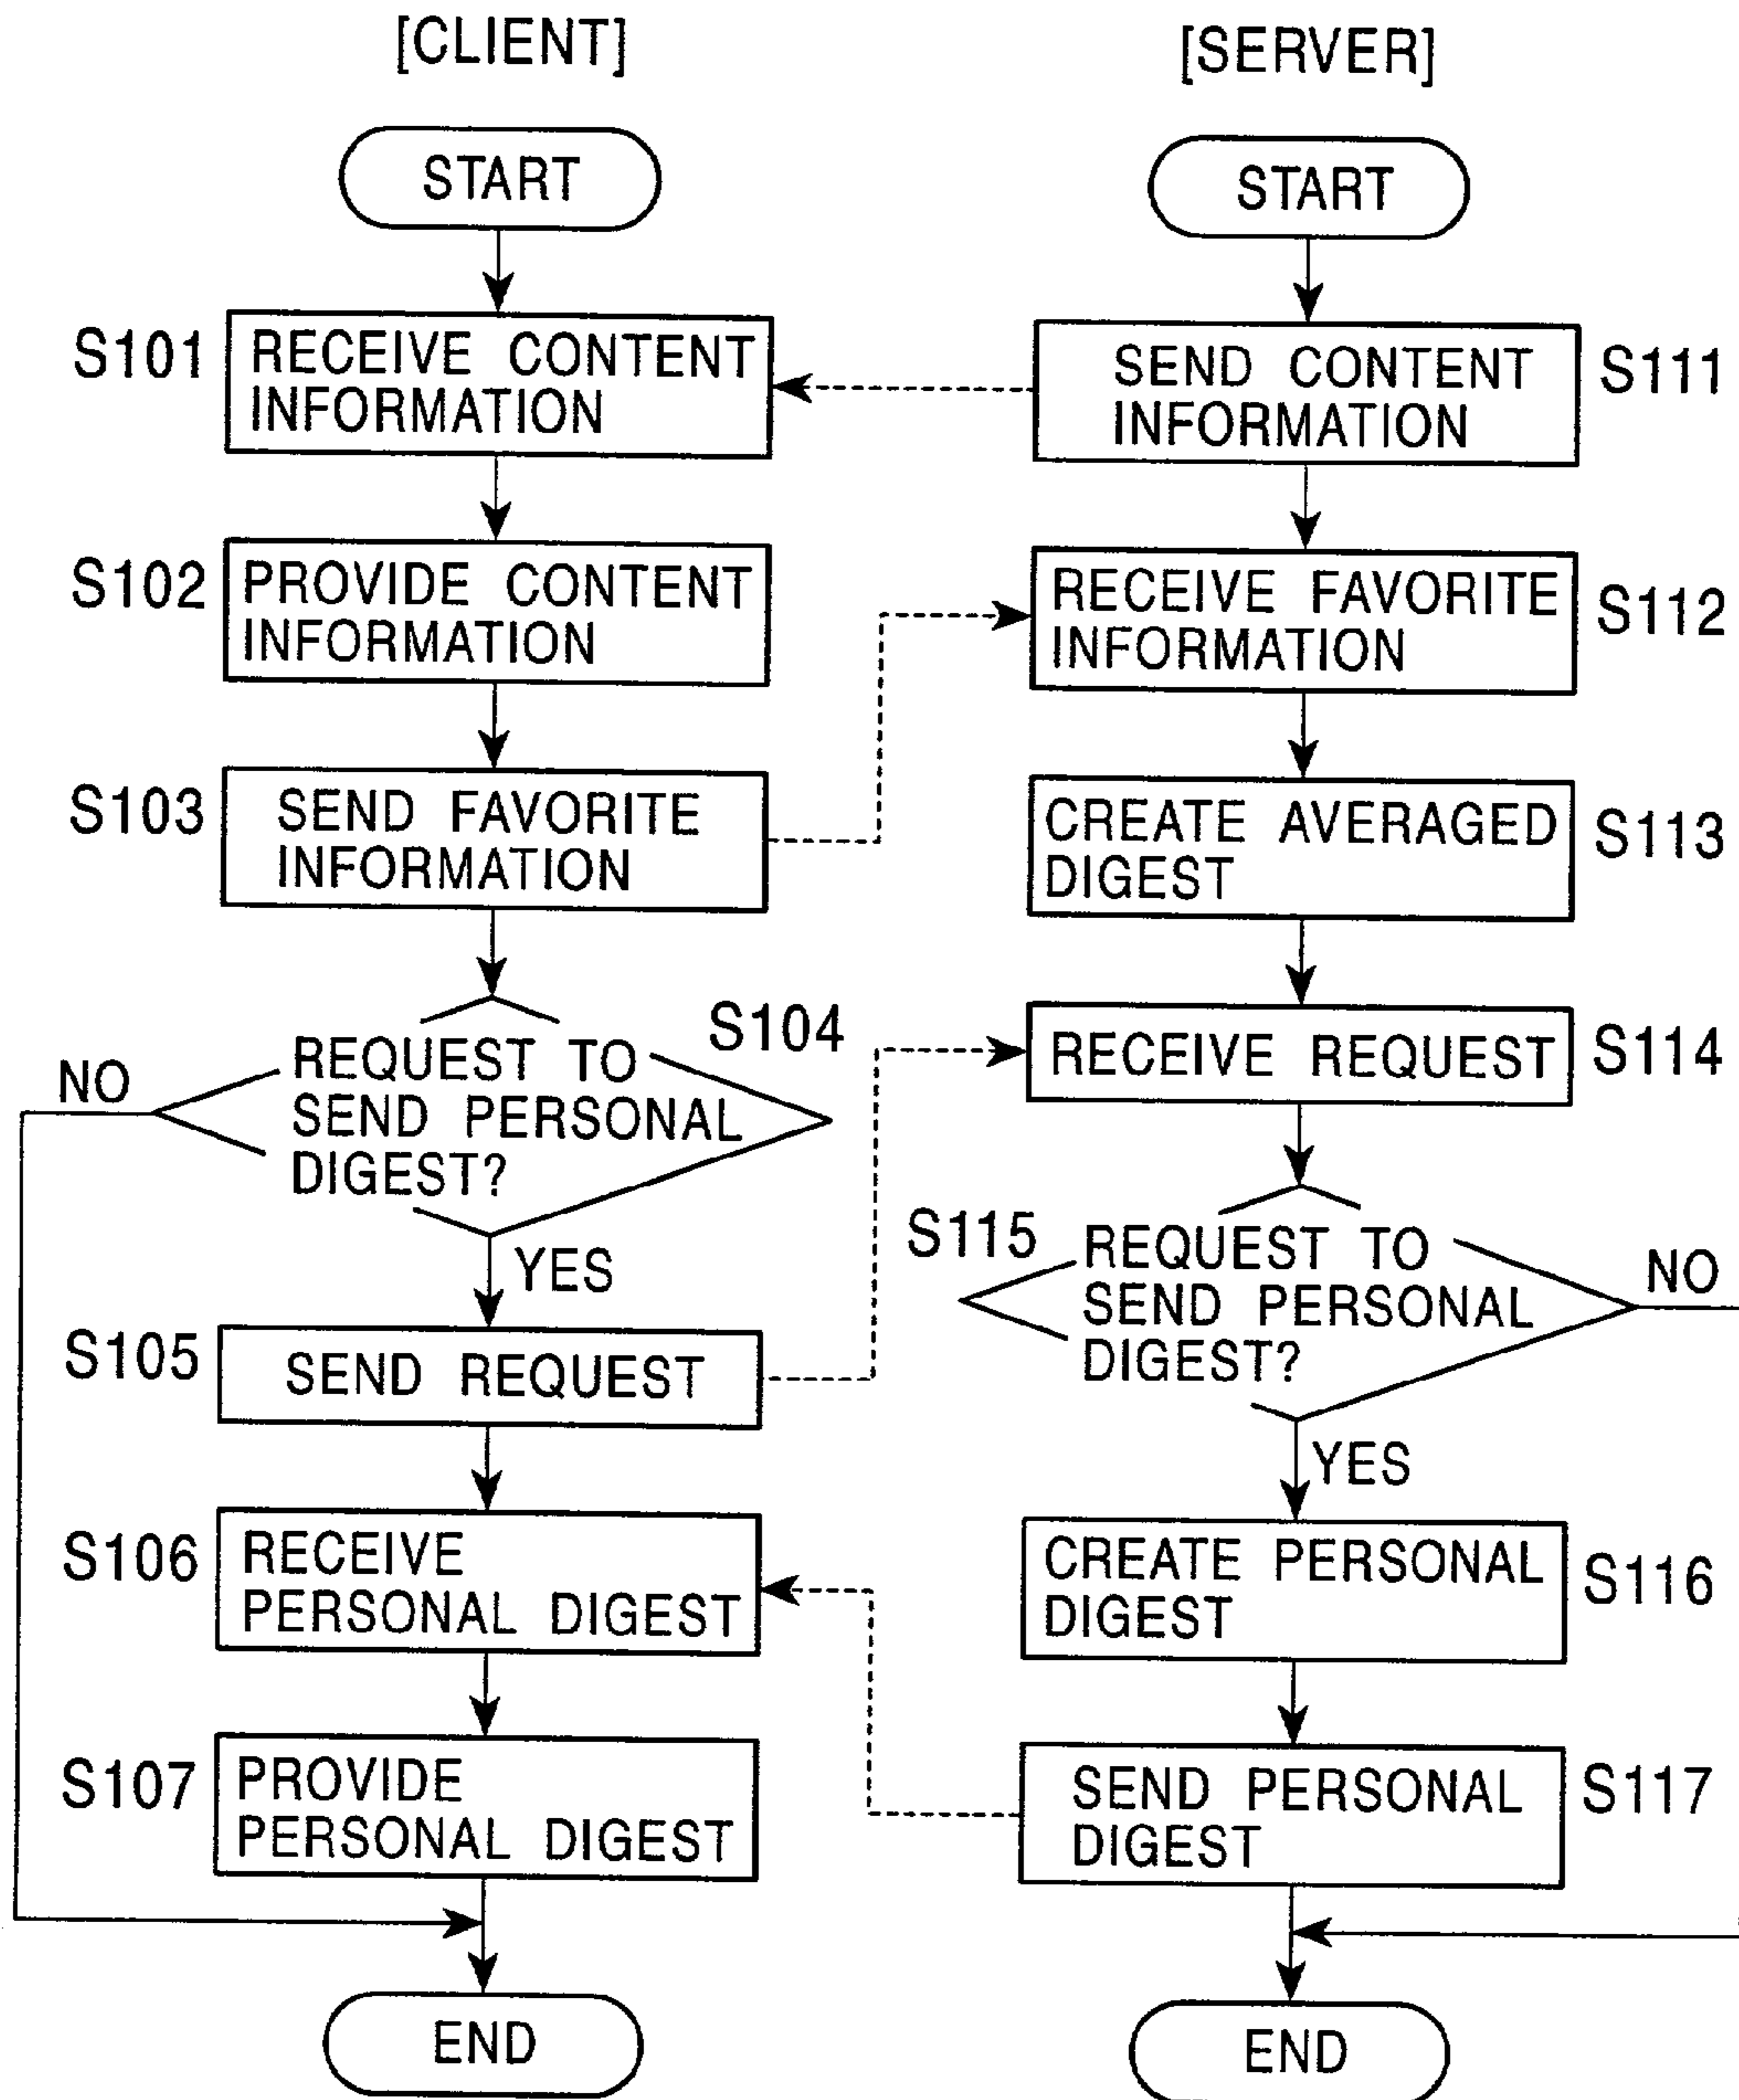 [CLIENT]
START
S101
RECEIVE CONTENT
INFORMATION
S102
PROVIDE CONTENT
INFORMATION
S103
SEND FAVORITE
INFORMATION
S104
REQUEST TO
SEND PERSONAL
DIGEST?
NO
YES
S105
SEND REQUEST
S106
RECEIVE
PERSONAL DIGEST
S107
PROVIDE
PERSONAL DIGEST
END
[SERVER]
START
SEND CONTENT
INFORMATION
S111
RECEIVE FAVORITE
INFORMATION
S112
CREATE AVERAGED
DIGEST
S113
RECEIVE REQUEST
S114
S115
REQUEST TO
SEND PERSONAL
DIGEST?
NO
YES
CREATE PERSONAL
DIGEST
S116
SEND PERSONAL
DIGEST
S117
END